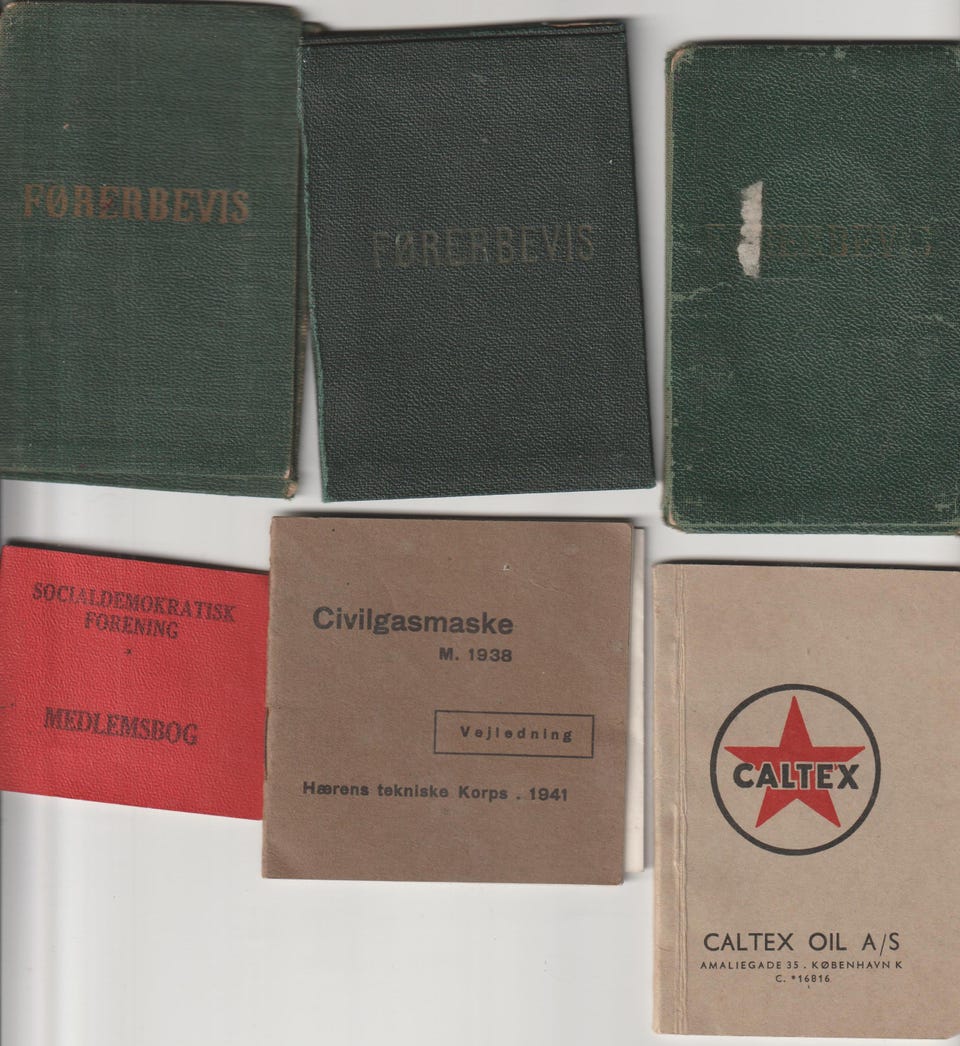 FØRERBEVIS
FØRERBEVIS
FØRERBEVIS
SOCIALDEMOKRATISK
FORENING
MEDLEMSBOG
Civilgasmaske
M. 1938
Vejledning
Hærens tekniske Korps . 1941
CALTEX
CALTEX OIL A/S
AMALIEGADE 35 . KØBENHAVN K
C. *16816